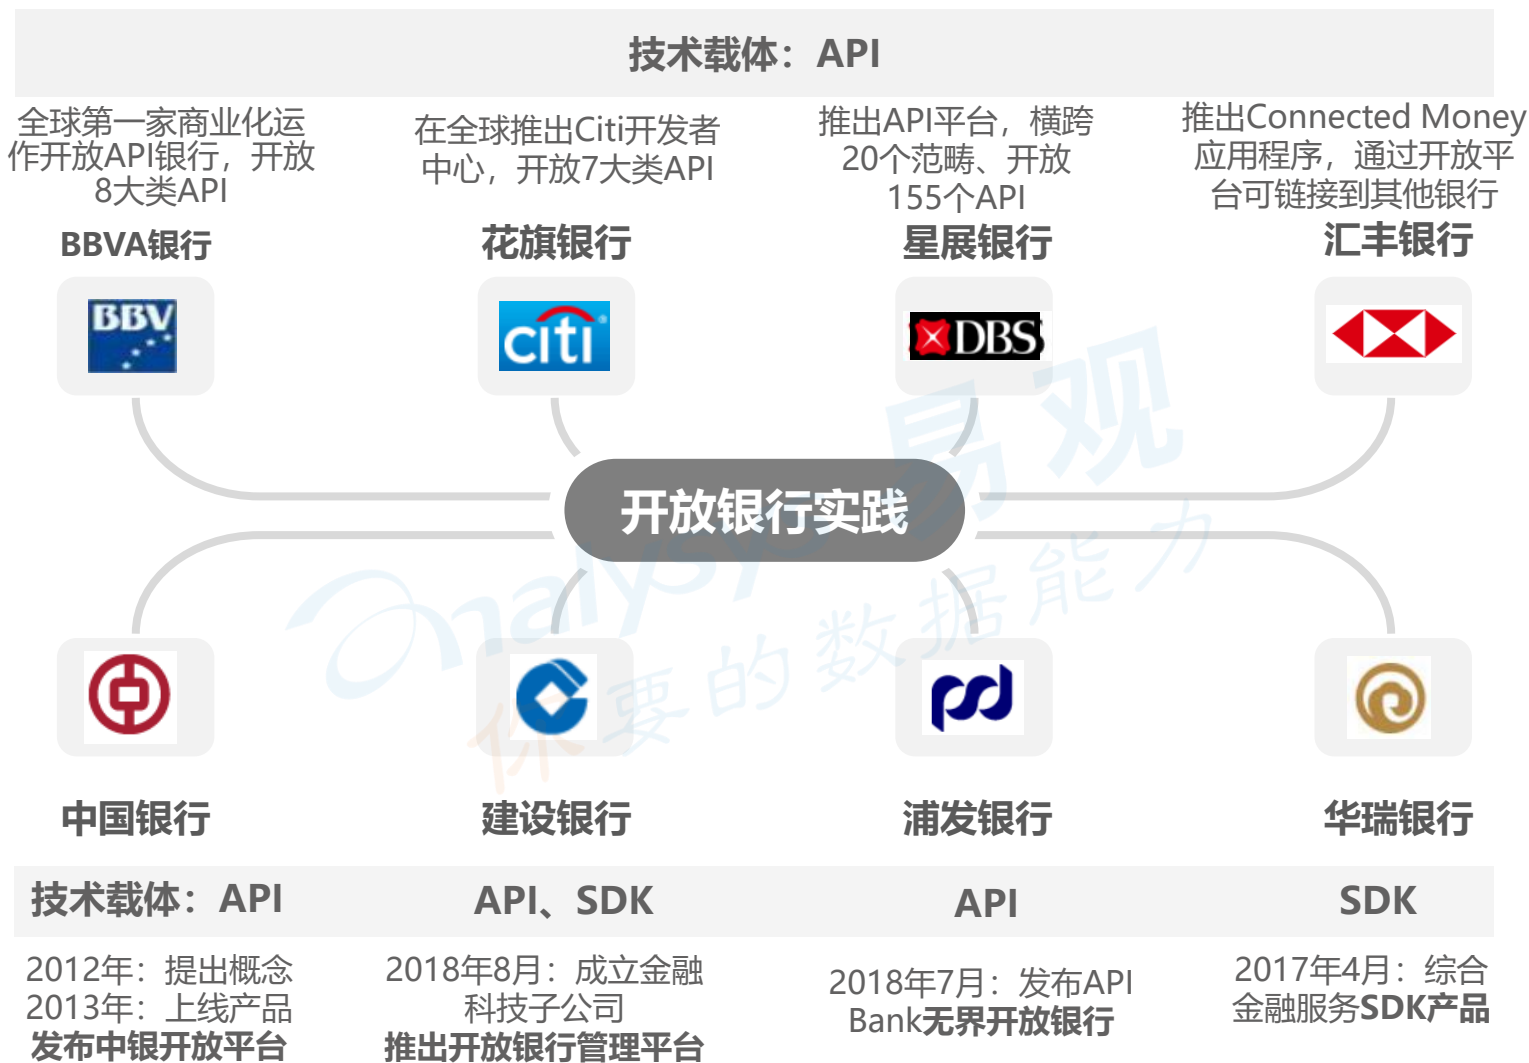 技术载体：API
全球第一家商业化运
作开放API银行，开放
8大类API
BBVA银行
在全球推出Citi开发者
中心，开放7大类API
花旗银行
推出API平台，横跨
20个范畴、开放
155个API
星展银行
推出Connected Money
应用程序，通过开放平
台可链接到其他银行
汇丰银行
BBV
citi
DBS
开放银行实践
analysys 易观
你要的数据能力
中国银行
建设银行
浦发银行
华瑞银行
技术载体：API
API、SDK
API
SDK
2012年：提出概念
2013年：上线产品
发布中银开放平台
2018年8月：成立金融
科技子公司
推出开放银行管理平台
2018年7月：发布API
Bank无界开放银行
2017年4月：综合
金融服务SDK产品